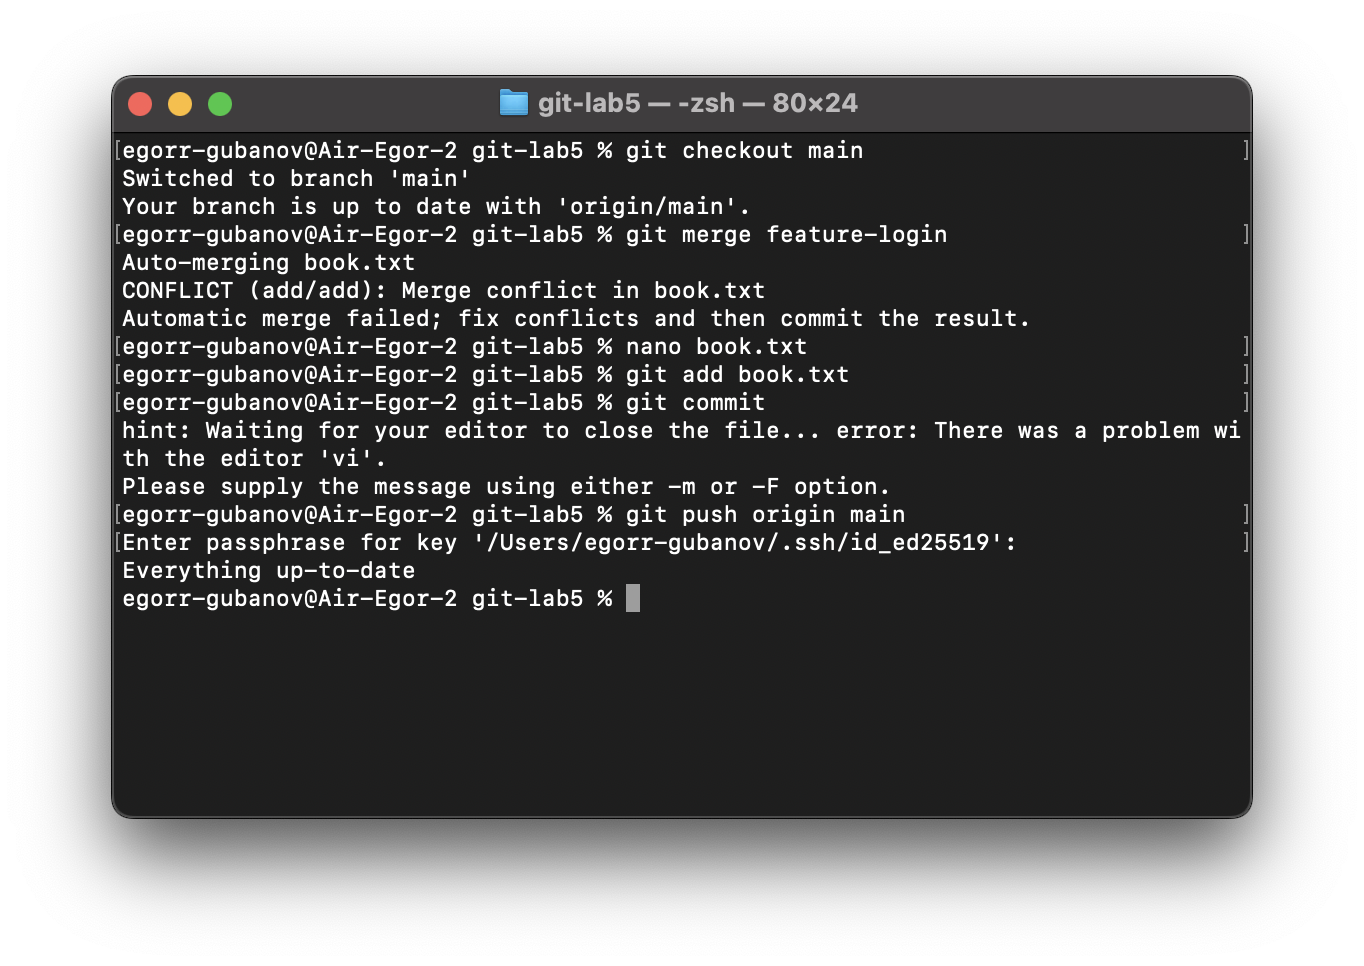 git-lab5 — -zsh — 80×24
[egorr-gubanov@Air-Egor-2 git-lab5 % git checkout main ]
Switched to branch 'main'
Your branch is up to date with 'origin/main'.
[egorr-gubanov@Air-Egor-2 git-lab5 % git merge feature-login ]
Auto-merging book.txt
CONFLICT (add/add): Merge conflict in book.txt
Automatic merge failed; fix conflicts and then commit the result.
[egorr-gubanov@Air-Egor-2 git-lab5 % nano book.txt ]
[egorr-gubanov@Air-Egor-2 git-lab5 % git add book.txt ]
[egorr-gubanov@Air-Egor-2 git-lab5 % git commit ]
hint: Waiting for your editor to close the file... error: There was a problem wi
th the editor 'vi'.
Please supply the message using either -m or -F option.
[egorr-gubanov@Air-Egor-2 git-lab5 % git push origin main ]
[Enter passphrase for key '/Users/egorr-gubanov/.ssh/id_ed25519': ]
Everything up-to-date
egorr-gubanov@Air-Egor-2 git-lab5 %